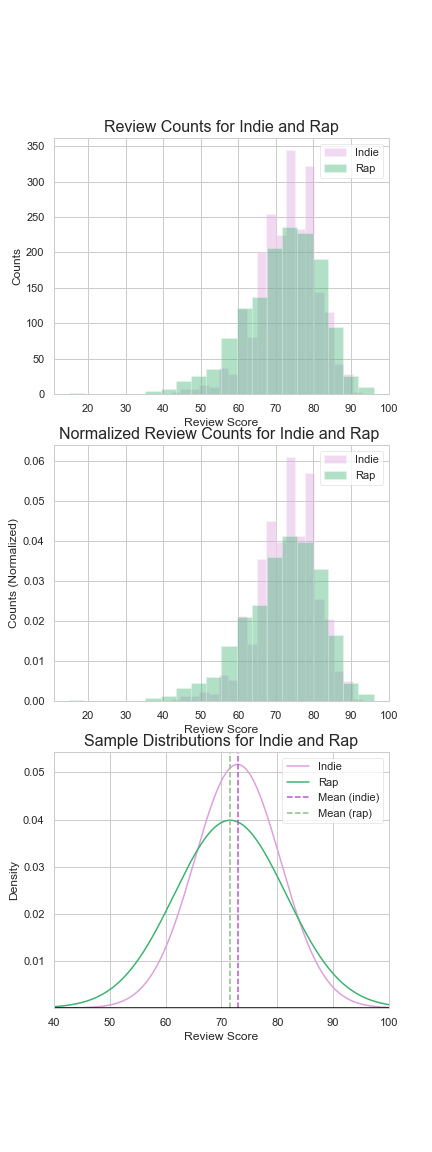 Review Counts for Indie and Rap
350
300
250
200
150
100
50
0
Counts
Indie
Rap
20 30 40 50 60 70 80 90 100
Review Score
Normalized Review Counts for Indie and Rap
0.06
0.05
0.04
0.03
0.02
0.01
0.00
Counts (Normalized)
Indie
Rap
20 30 40 50 60 70 80 90 100
Review Score
Sample Distributions for Indie and Rap
0.05
0.04
0.03
0.02
0.01
Density
Indie
Rap
Mean (indie)
Mean (rap)
40 50 60 70 80 90 100
Review Score